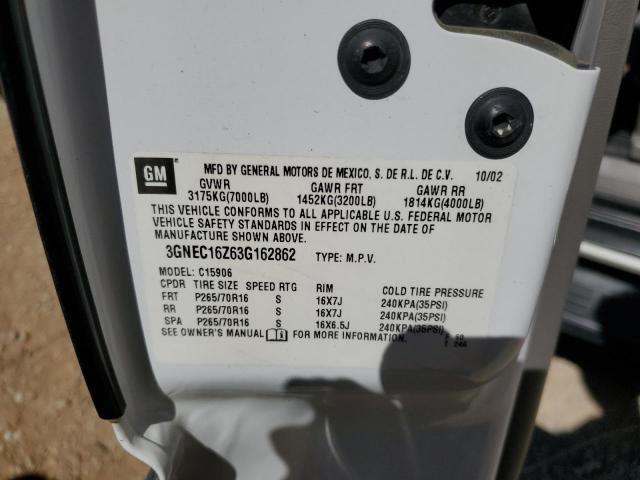 GM
MFD BY GENERAL MOTORS DE MEXICO, S. DE R.L. DE C.V. 10/02
GVWR GAWR FRT GAWR RR
3175KG(7000LB) 1452KG(3200LB) 1814KG(4000LB)
THIS VEHICLE CONFORMS TO ALL APPLICABLE U.S. FEDERAL MOTOR
VEHICLE SAFETY STANDARDS IN EFFECT ON THE DATE OF
MANUFACTURE SHOWN ABOVE.
3GNEC16Z63G162862 TYPE: M.P.V.
MODEL: C15906
CPDR TIRE SIZE SPEED RTG RIM COLD TIRE PRESSURE
FRT P265/70R16 S 16X7J 240KPA(35PSI)
RR P265/70R16 S 16X7J 240KPA(35PSI)
SPA P265/70R16 S 16X6.5J 240KPA(35PSI)
SEE OWNER'S MANUAL FOR MORE INFORMATION.